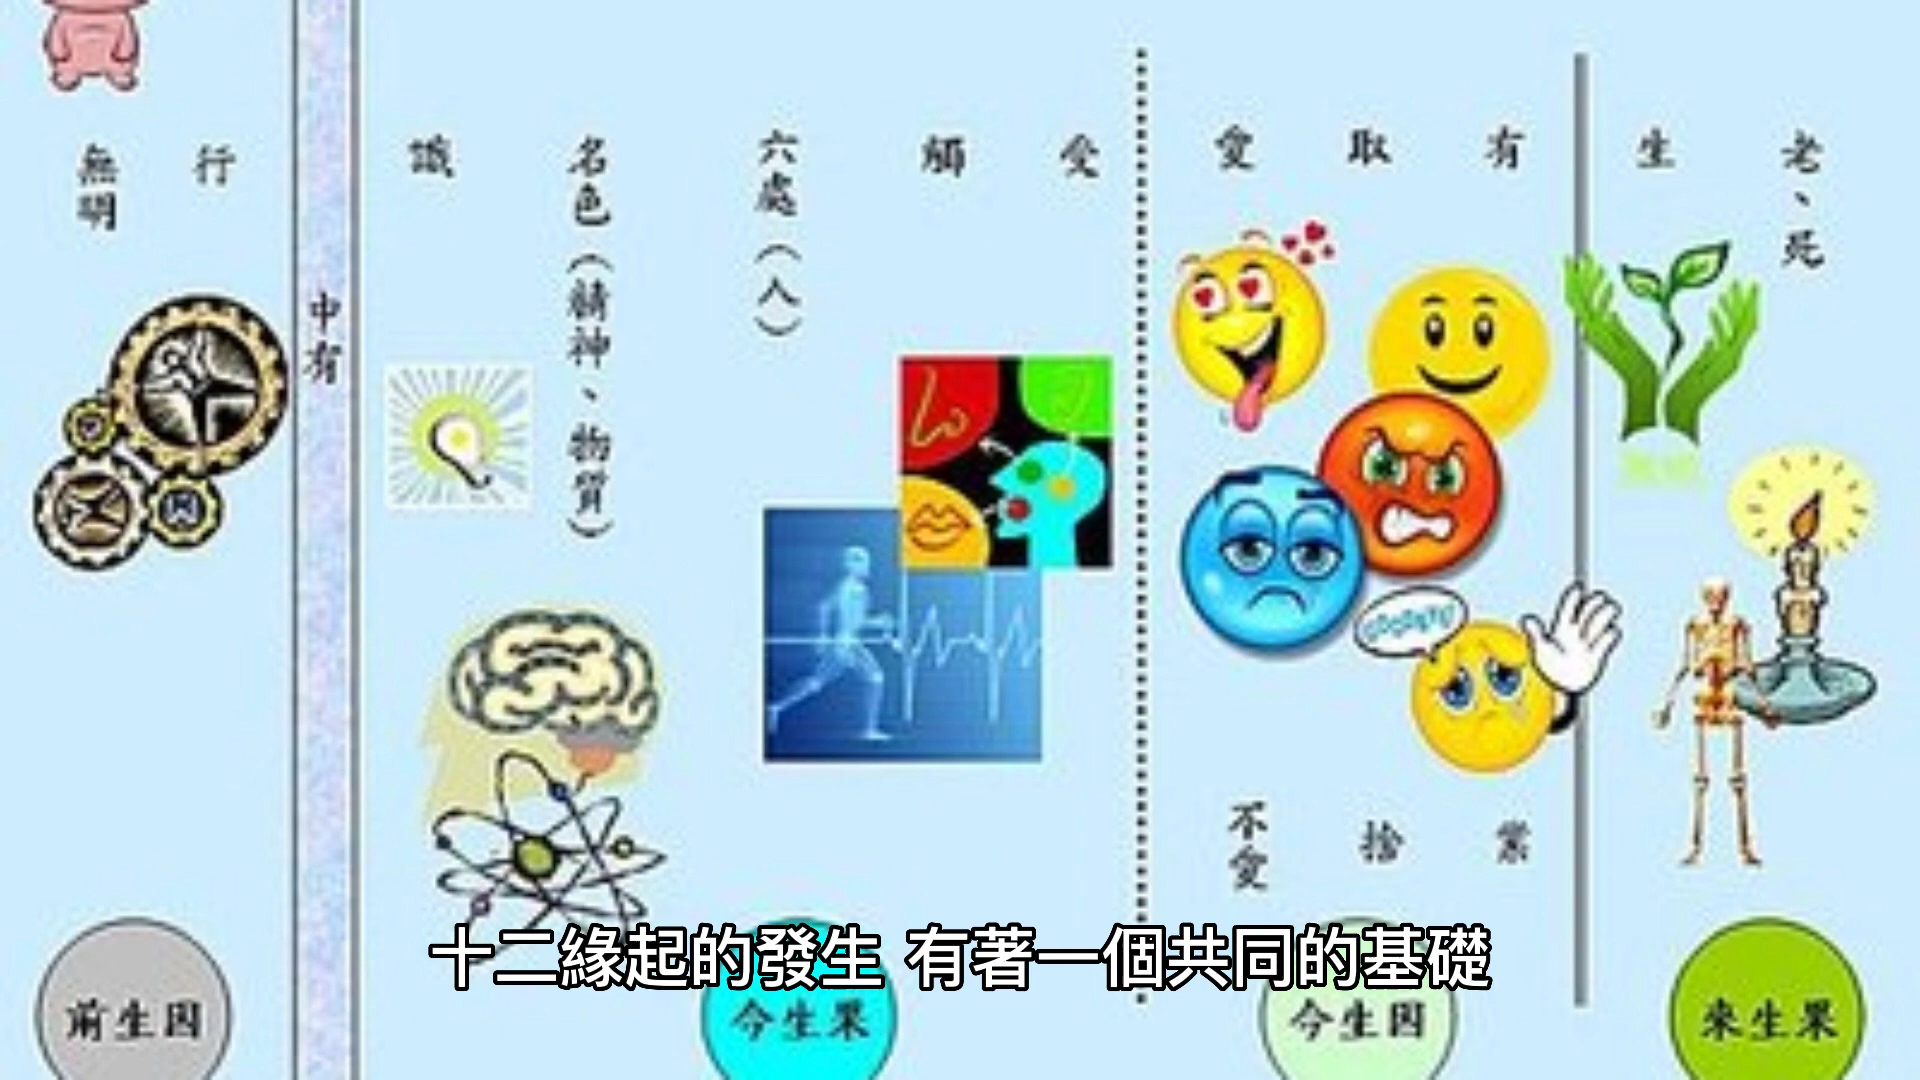 無明
行
中有
識
名色(精神、物質)
六處(入)
觸
受
愛
取
有
生
老、死
不愛
捨
業
十二緣起的發生 有著一個共同的基礎
前生因
今生果
今生因
來生果